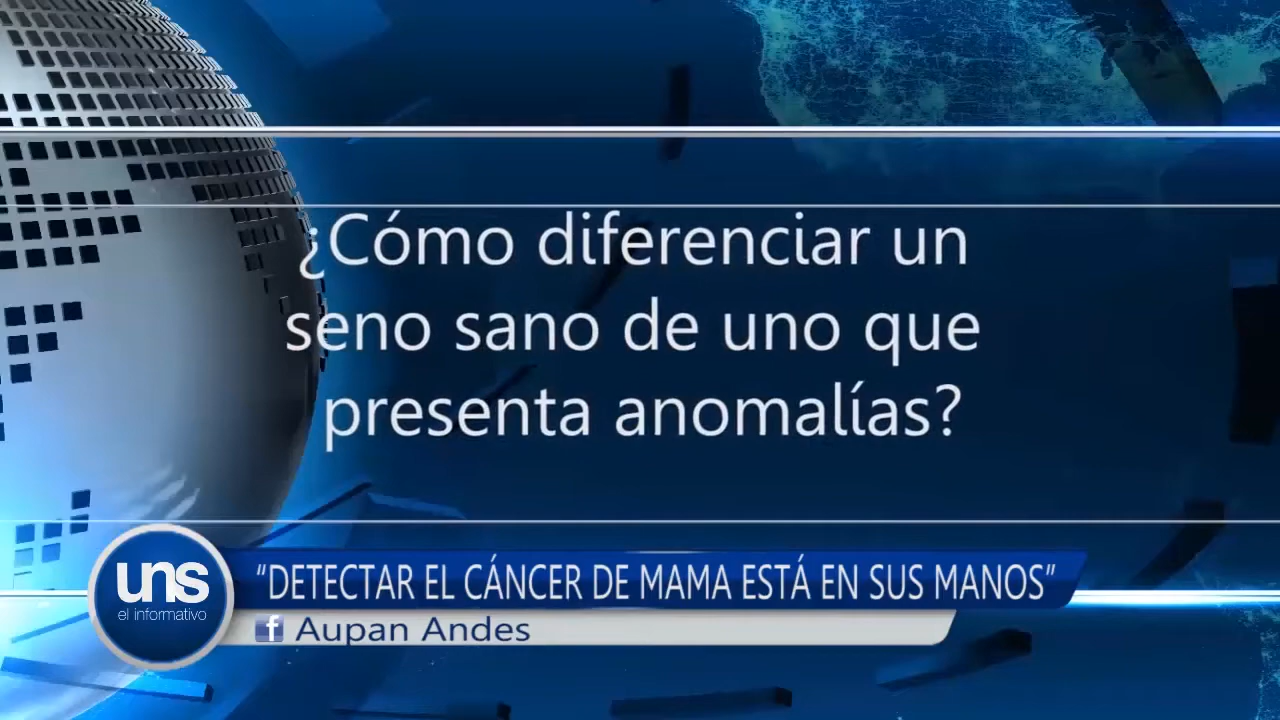 ¿Cómo diferenciar un
seno sano de uno que
presenta anomalías?
uns
el informativo
“DETECTAR EL CÁNCER DE MAMA ESTÁ EN SUS MANOS”
f Aupan Andes